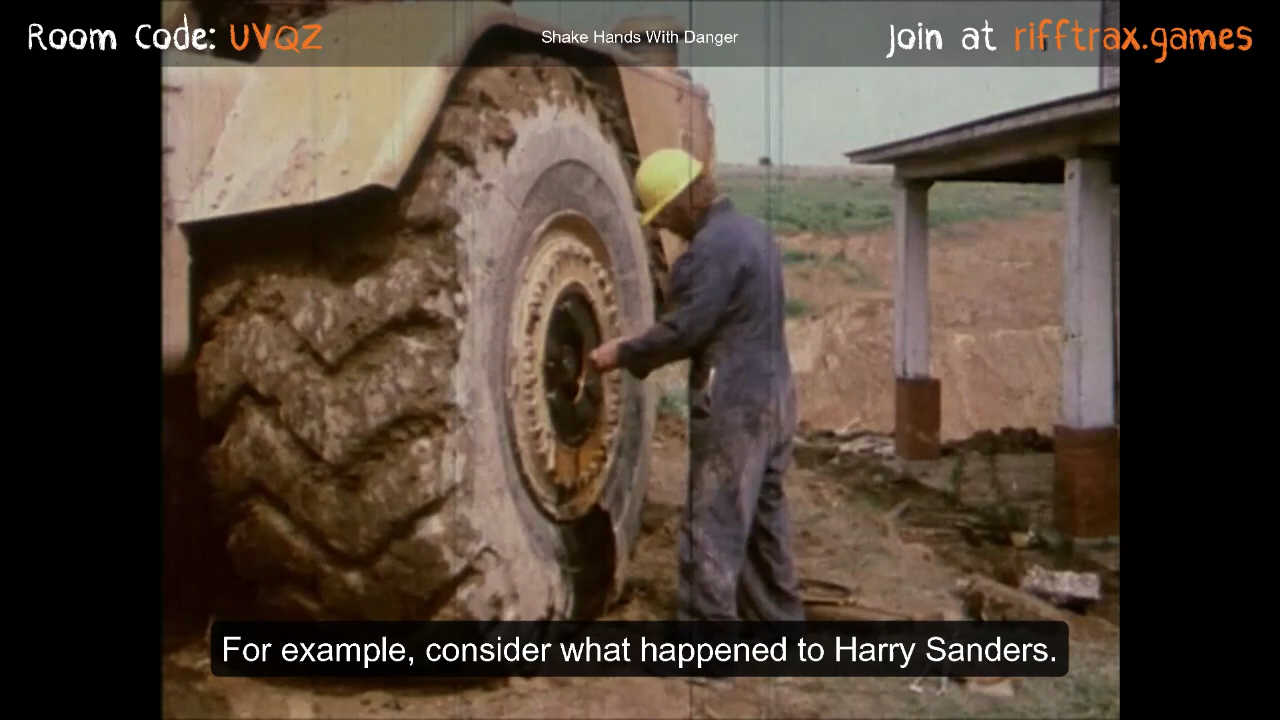 Room Code: UVQZ
Shake Hands With Danger
Join at rifftrax.games
For example, consider what happened to Harry Sanders.